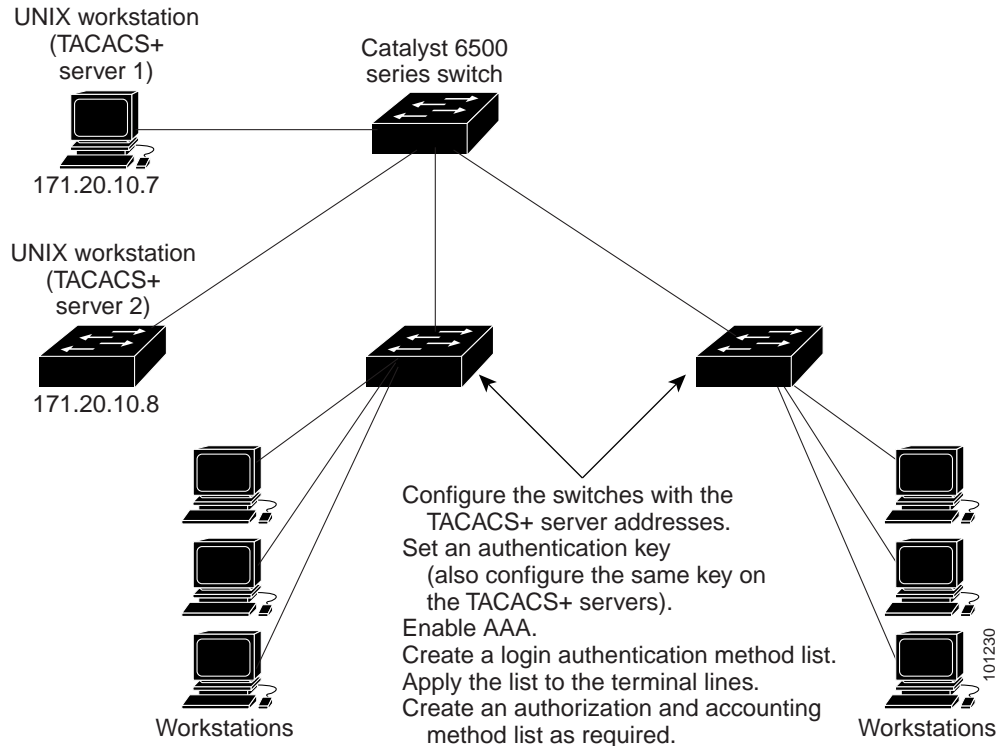 UNIX workstation
(TACACS+
server 1)
Catalyst 6500
series switch
171.20.10.7
UNIX workstation
(TACACS+
server 2)
171.20.10.8
Configure the switches with the
TACACS+ server addresses.
Set an authentication key
(also configure the same key on
the TACACS+ servers).
Enable AAA.
Create a login authentication method list.
Apply the list to the terminal lines.
Create an authorization and accounting
method list as required.
Workstations
Workstations
101230